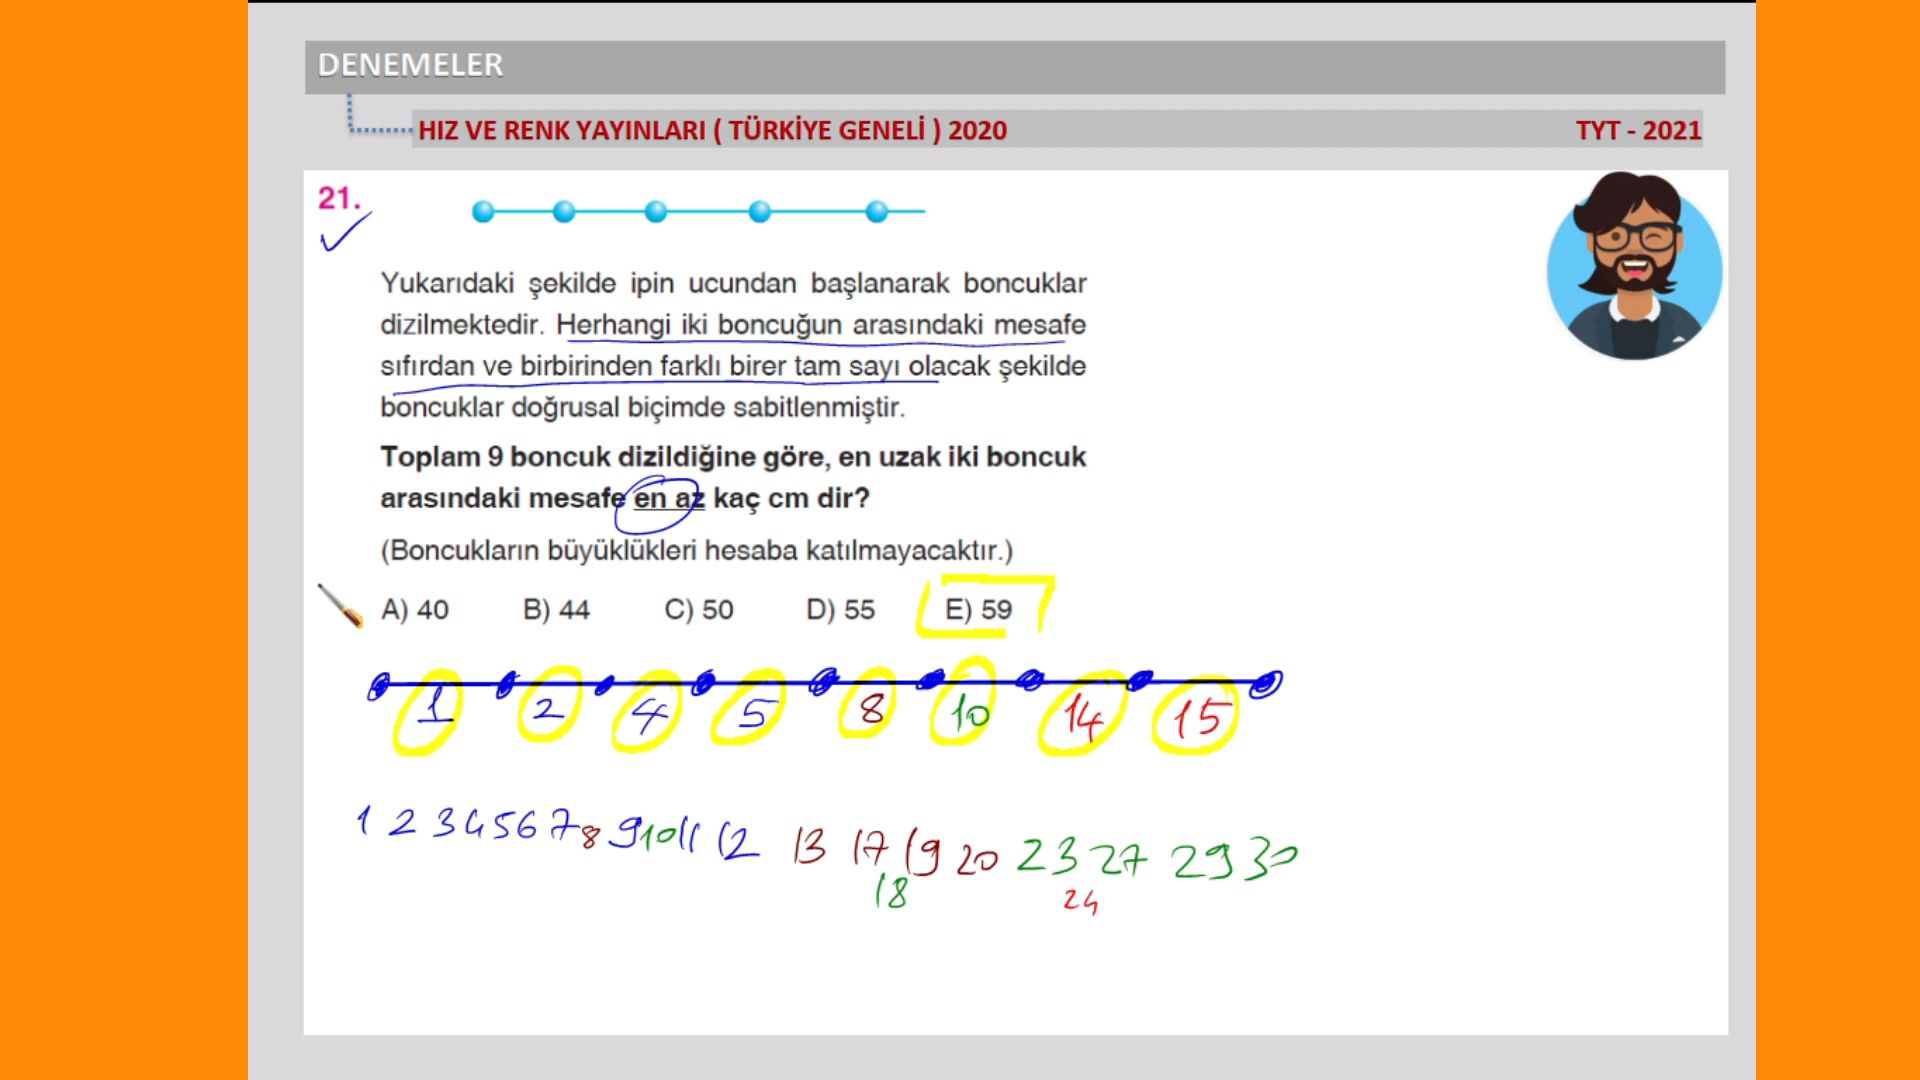 DENEMELER
HIZ VE RENK YAYINLARI ( TÜRKİYE GENELİ ) 2020 TYT - 2021
21.
Yukarıdaki şekilde ipin ucundan başlanarak boncuklar
dizilmektedir. Herhangi iki boncuğun arasındaki mesafe
sıfırdan ve birbirinden farklı birer tam sayı olacak şekilde
boncuklar doğrusal biçimde sabitlenmiştir.
Toplam 9 boncuk dizildiğine göre, en uzak iki boncuk
arasındaki mesafe en az kaç cm dir?
(Boncukların büyüklükleri hesaba katılmayacaktır.)
A) 40 B) 44 C) 50 D) 55 E) 59
1 2 4 5 8 10 14 15
1 2 3 4 5 6 7 8 9 10 11 12 13 17 19 20 23 27 29 30
18 24